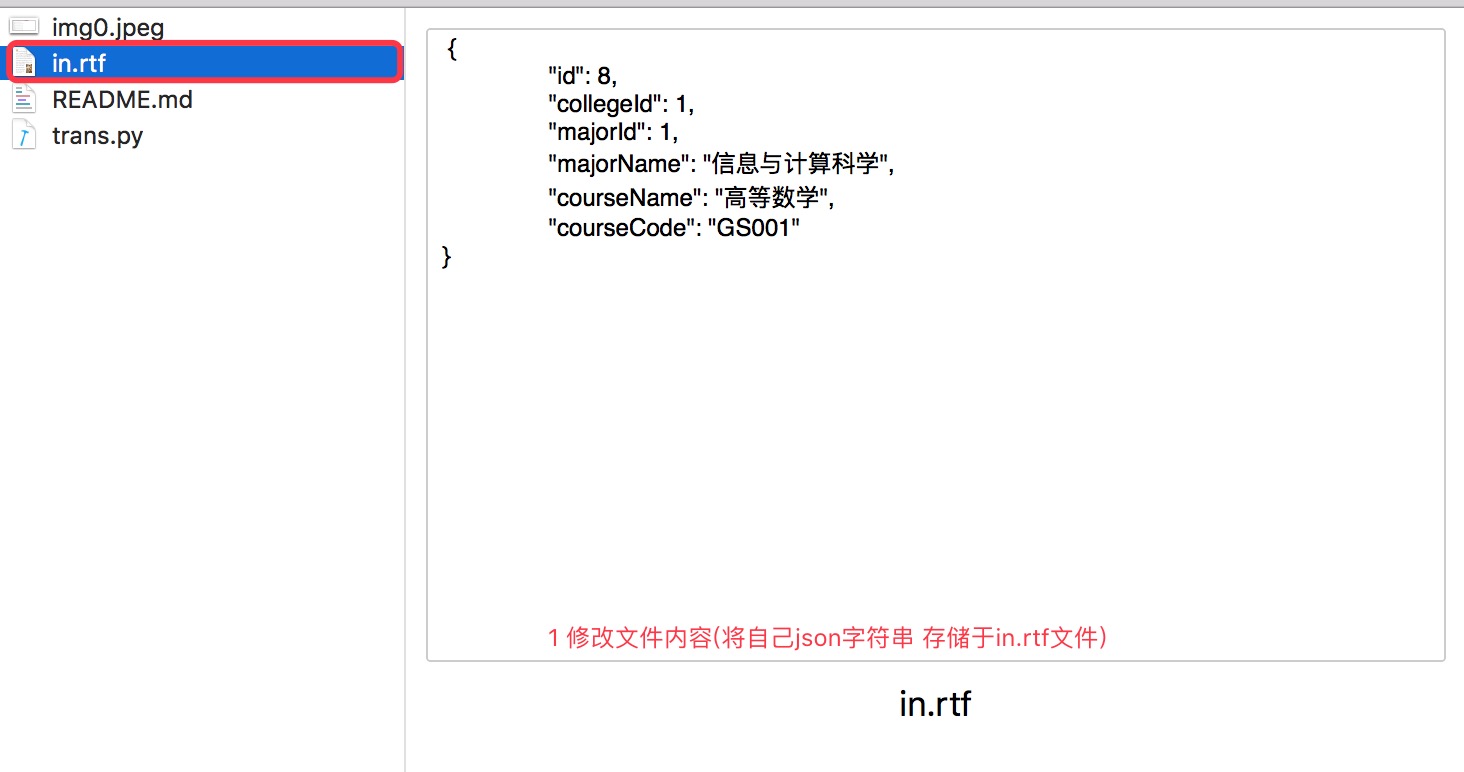 img0.jpeg
in.rtf
README.md
trans.py
{
"id": 8,
"collegeId": 1,
"majorId": 1,
"majorName": "信息与计算科学",
"courseName": "高等数学",
"courseCode": "GS001"
}
1 修改文件内容(将自己json字符串 存储于in.rtf文件)
in.rtf